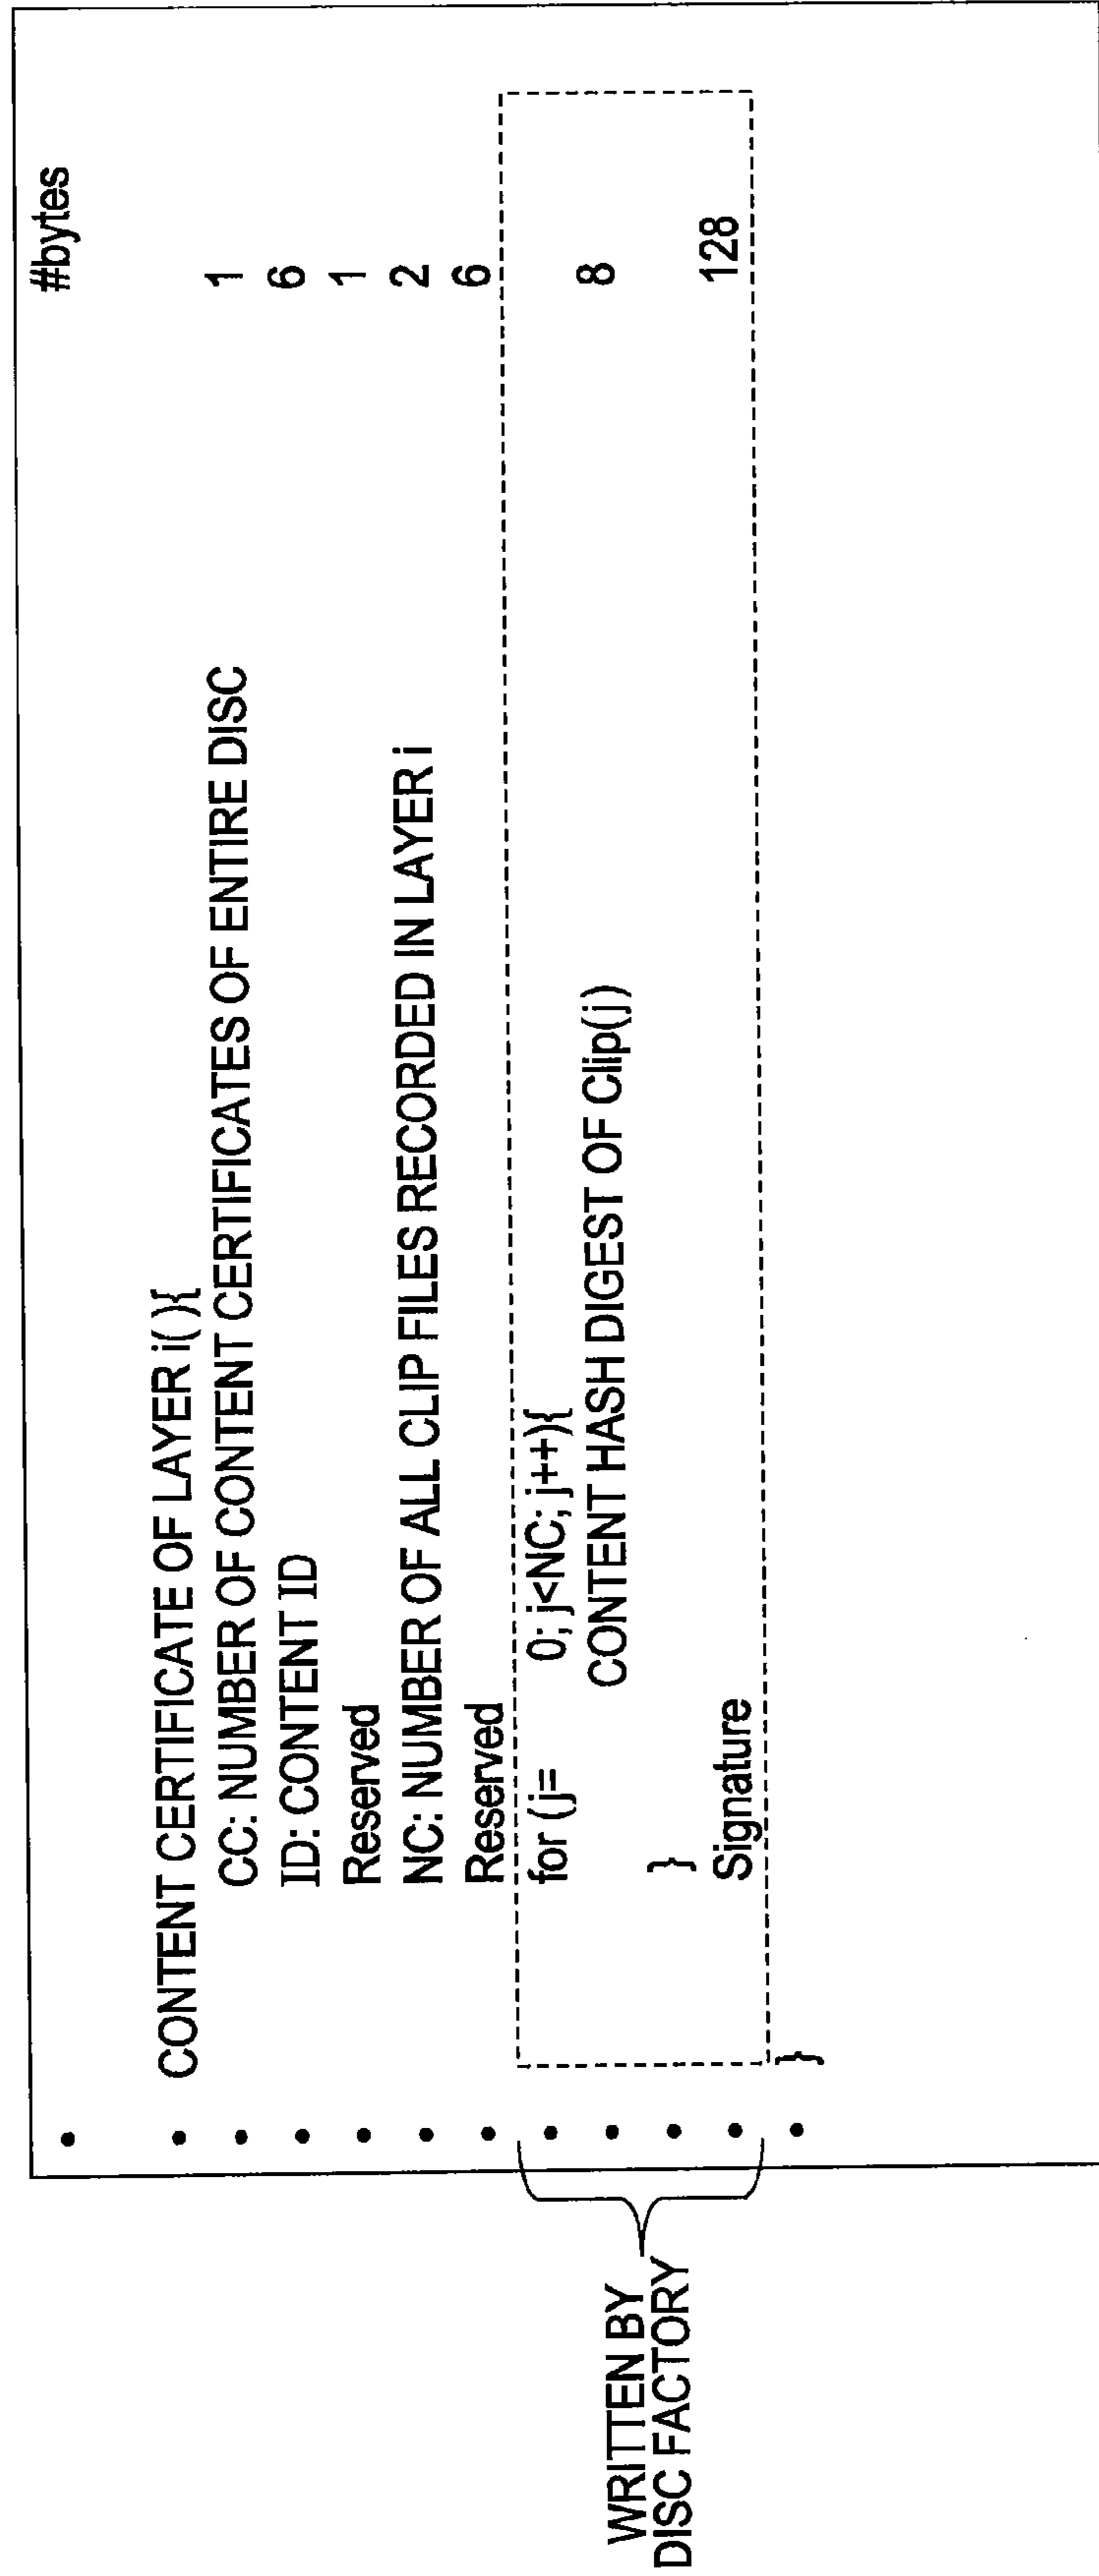 #bytes
CONTENT CERTIFICATE OF LAYER i( ){
CC: NUMBER OF CONTENT CERTIFICATES OF ENTIRE DISC 1
ID: CONTENT ID 6
Reserved 1
NC: NUMBER OF ALL CLIP FILES RECORDED IN LAYER i 2
Reserved 6
for (j= 0; j<NC; j++){
CONTENT HASH DIGEST OF Clip(j) 8
}
Signature 128
}
WRITTEN BY
DISC FACTORY